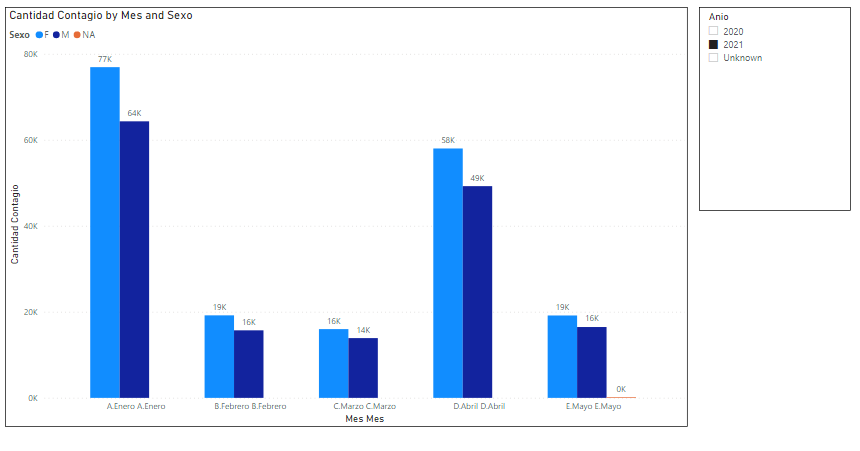 Cantidad Contagio by Mes and Sexo
Sexo F M NA
80K
60K
40K
20K
0K
Cantidad Contagio
77K
64K
19K
16K
16K
14K
58K
49K
19K
16K
0K
A.Enero A.Enero
B.Febrero B.Febrero
C.Marzo C.Marzo
D.Abril D.Abril
E.Mayo E.Mayo
Mes Mes
Anio
2020
2021
Unknown